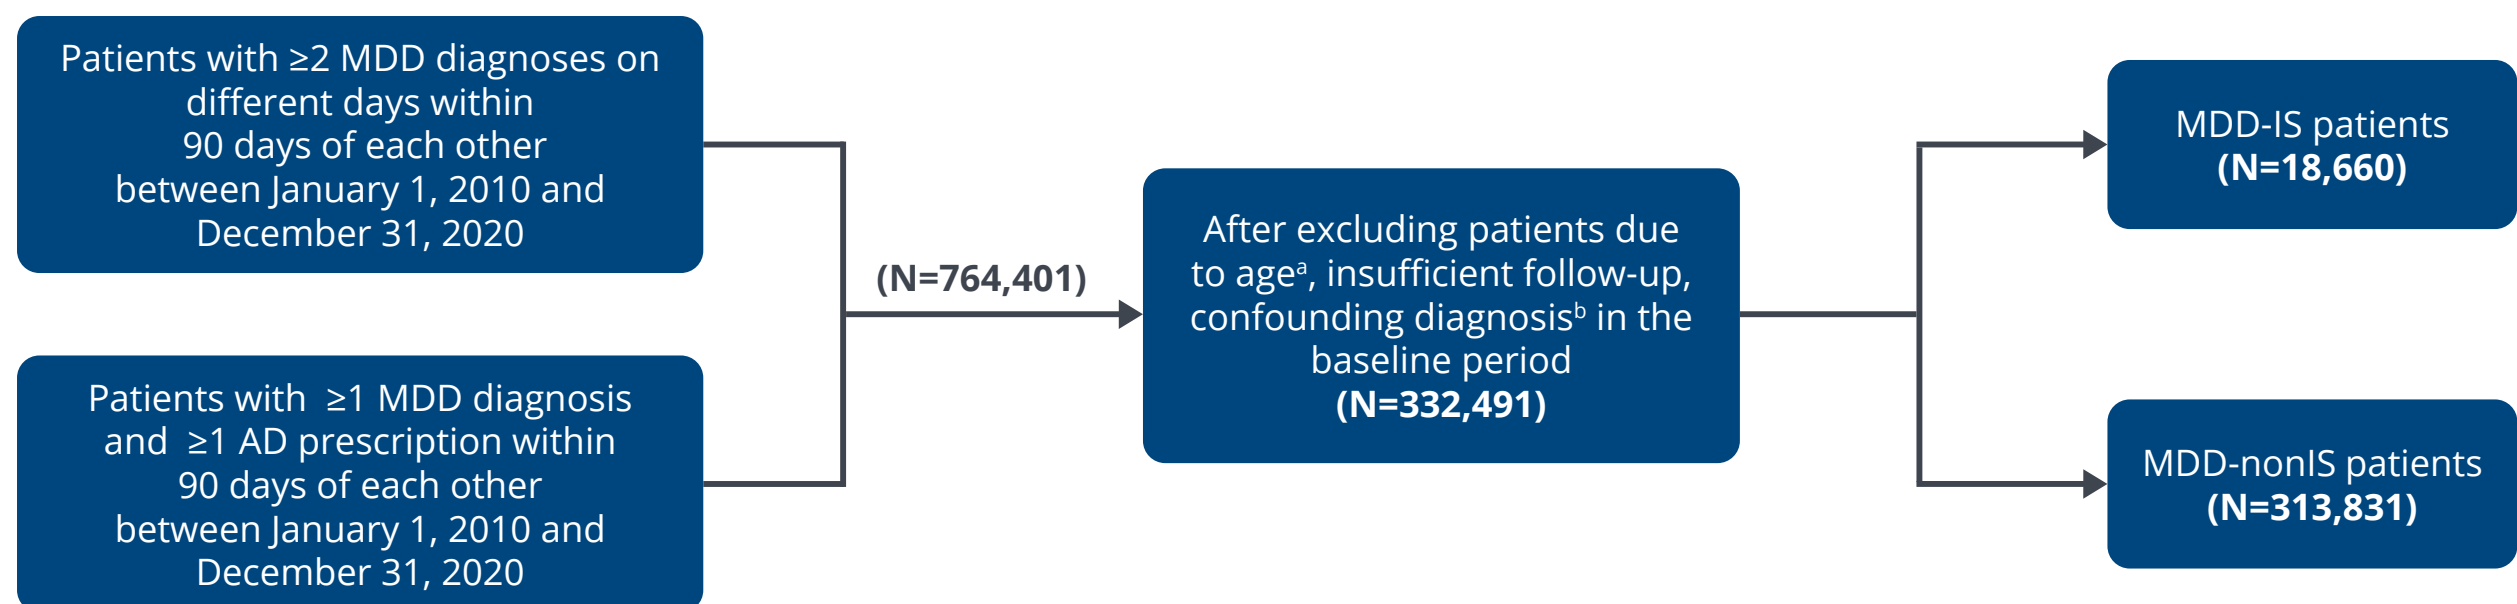 Patients with ≥2 MDD diagnoses on
different days within
90 days of each other
between January 1, 2010 and
December 31, 2020
Patients with ≥1 MDD diagnosis
and ≥1 AD prescription within
90 days of each other
between January 1, 2010 and
December 31, 2020
(N=764,401)
After excluding patients due
to ageᵃ, insufficient follow-up,
confounding diagnosisᵇ in the
baseline period
(N=332,491)
MDD-IS patients
(N=18,660)
MDD-nonIS patients
(N=313,831)